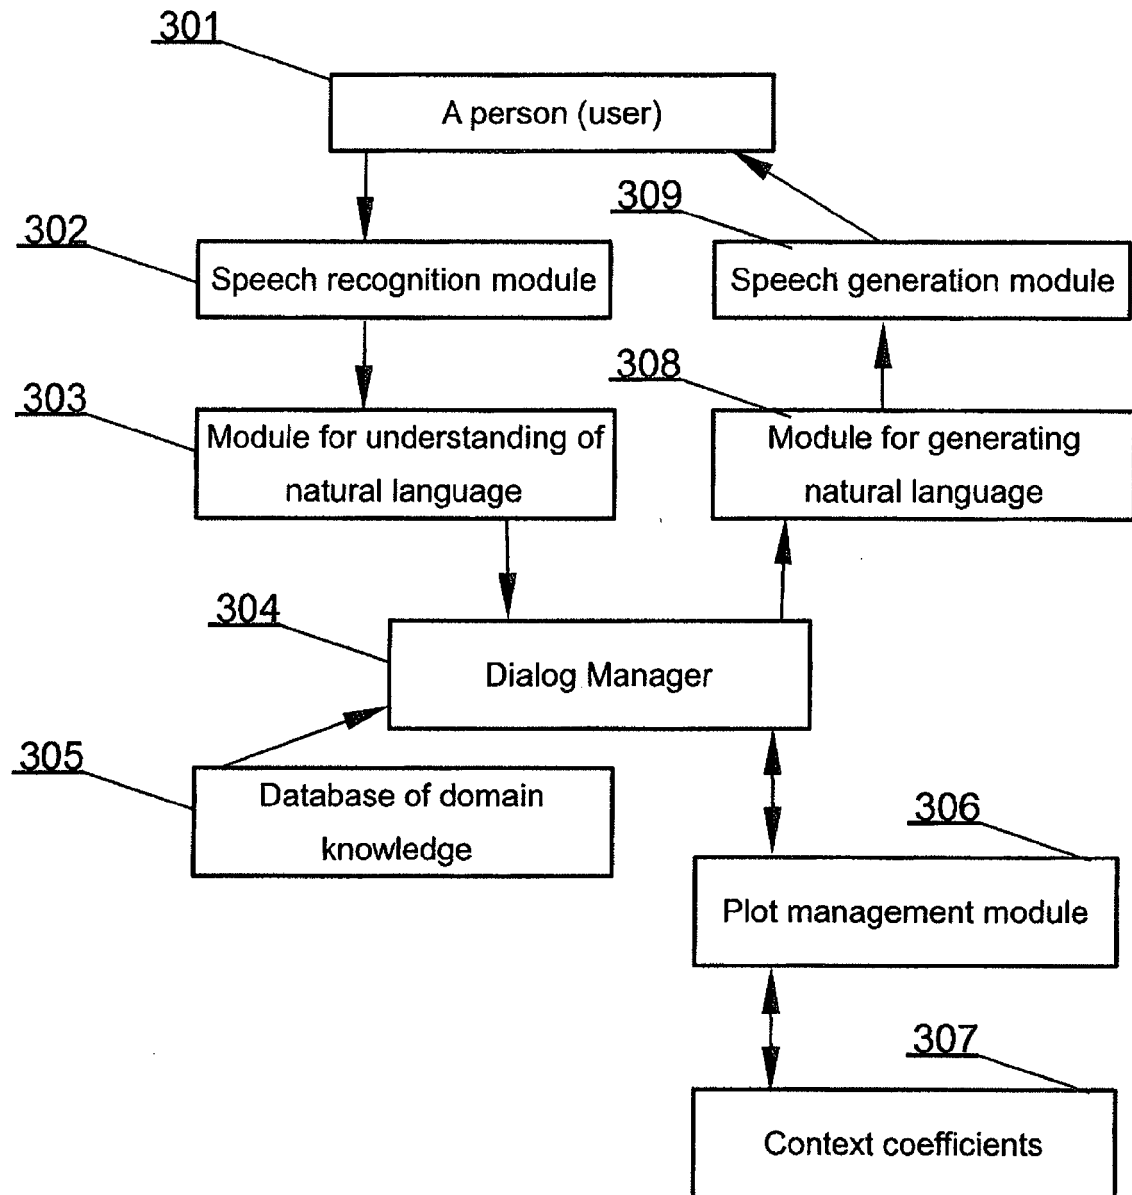 301
A person (user)
309
302
Speech recognition module
Speech generation module
308
303
Module for understanding of
natural language
Module for generating
natural language
304
Dialog Manager
305
Database of domain
knowledge
306
Plot management module
307
Context coefficients